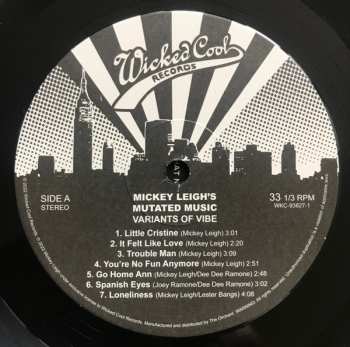 Wicked Cool
RECORDS
SIDE A
STEREO
MICKEY LEIGH'S
MUTATED MUSIC
VARIANTS OF VIBE
33 1/3 RPM
WKC-93627-1
1. Little Cristine (Mickey Leigh) 3:01
2. It Felt Like Love (Mickey Leigh) 2:20
3. Trouble Man (Mickey Leigh) 3:09
4. You're No Fun Anymore (Mickey Leigh) 2:51
5. Go Home Ann (Mickey Leigh/Dee Dee Ramone) 2:48
6. Spanish Eyes (Joey Ramone/Dee Dee Ramone) 3:02
7. Loneliness (Mickey Leigh/Lester Bangs) 4:08